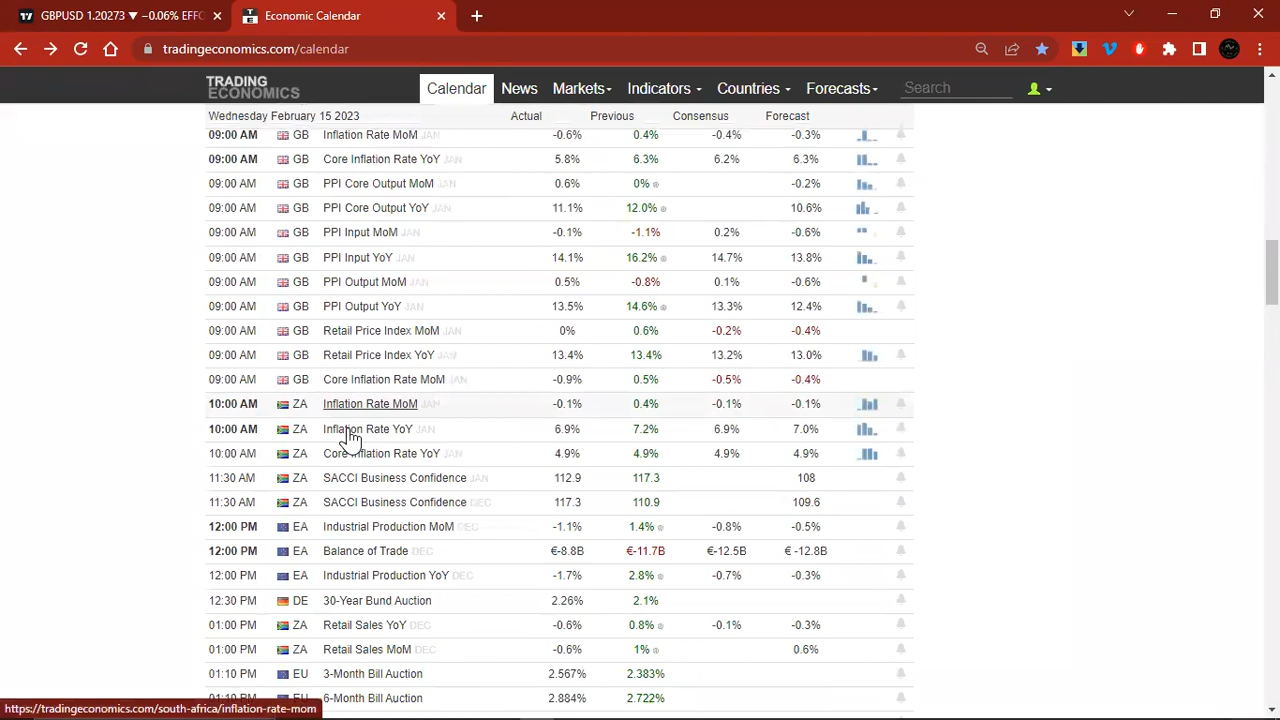 GBPUSD 1.20273 ▼ −0.06% EFFC
Economic Calendar
tradingeconomics.com/calendar
TRADING ECONOMICS Calendar News Markets Indicators Countries Forecasts Search
Wednesday February 15 2023 Actual Previous Consensus Forecast
09:00 AM GB Inflation Rate MoM JAN -0.6% 0.4% -0.4% -0.3%
09:00 AM GB Core Inflation Rate YoY JAN 5.8% 6.3% 6.2% 6.3%
09:00 AM GB PPI Core Output MoM JAN 0.6% 0% -0.2%
09:00 AM GB PPI Core Output YoY JAN 11.1% 12.0% 10.6%
09:00 AM GB PPI Input MoM JAN -0.1% -1.1% 0.2% -0.6%
09:00 AM GB PPI Input YoY JAN 14.1% 16.2% 14.7% 13.8%
09:00 AM GB PPI Output MoM JAN 0.5% -0.8% 0.1% -0.6%
09:00 AM GB PPI Output YoY JAN 13.5% 14.6% 13.3% 12.4%
09:00 AM GB Retail Price Index MoM JAN 0% 0.6% -0.2% -0.4%
09:00 AM GB Retail Price Index YoY JAN 13.4% 13.4% 13.2% 13.0%
09:00 AM GB Core Inflation Rate MoM JAN -0.9% 0.5% -0.5% -0.4%
10:00 AM ZA Inflation Rate MoM JAN -0.1% 0.4% -0.1% -0.1%
10:00 AM ZA Inflation Rate YoY JAN 6.9% 7.2% 6.9% 7.0%
10:00 AM ZA Core Inflation Rate YoY JAN 4.9% 4.9% 4.9% 4.9%
11:30 AM ZA SACCI Business Confidence JAN 112.9 117.3 108
11:30 AM ZA SACCI Business Confidence DEC 117.3 110.9 109.6
12:00 PM EA Industrial Production MoM DEC -1.1% 1.4% -0.8% -0.5%
12:00 PM EA Balance of Trade DEC €-8.8B €-11.7B €-12.5B € -12.8B
12:00 PM EA Industrial Production YoY DEC -1.7% 2.8% -0.7% -0.3%
12:30 PM DE 30-Year Bund Auction 2.26% 2.1%
01:00 PM ZA Retail Sales YoY DEC -0.6% 0.8% -0.1% -0.3%
01:00 PM ZA Retail Sales MoM DEC -0.6% 1% 0.6%
01:10 PM EU 3-Month Bill Auction 2.567% 2.383%
01:10 PM EU 6-Month Bill Auction 2.884% 2.722%
https://tradingeconomics.com/south-africa/inflation-rate-mom